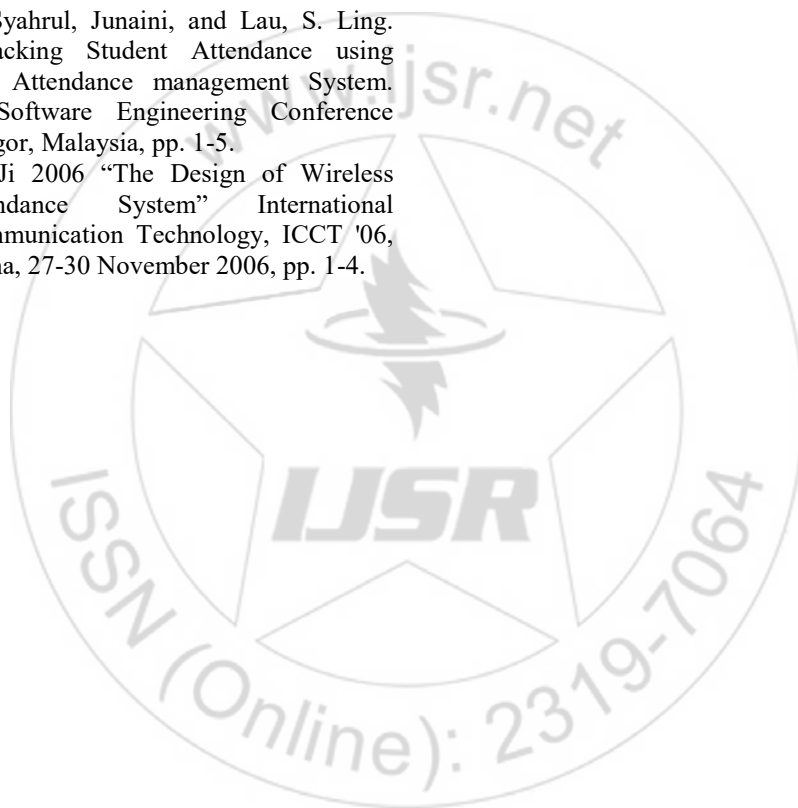 Syahrul, Junaini, and Lau, S. Ling.
acking Student Attendance using
Attendance management System.
Software Engineering Conference
gor, Malaysia, pp. 1-5.
Ji 2006 “The Design of Wireless
ndance System” International
mmunication Technology, ICCT '06,
na, 27-30 November 2006, pp. 1-4.
www.ijsr.net
IJSR
ISSN (Online): 2319-7064